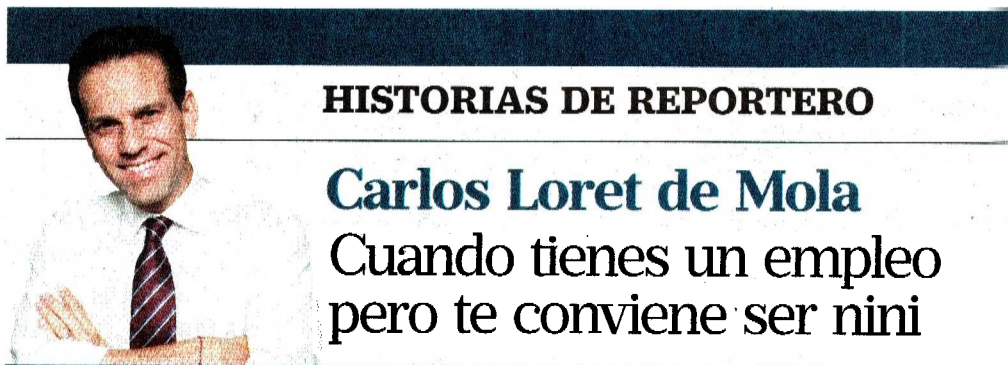 HISTORIAS DE REPORTERO
Carlos Loret de Mola
Cuando tienes un empleo
pero te conviene ser nini